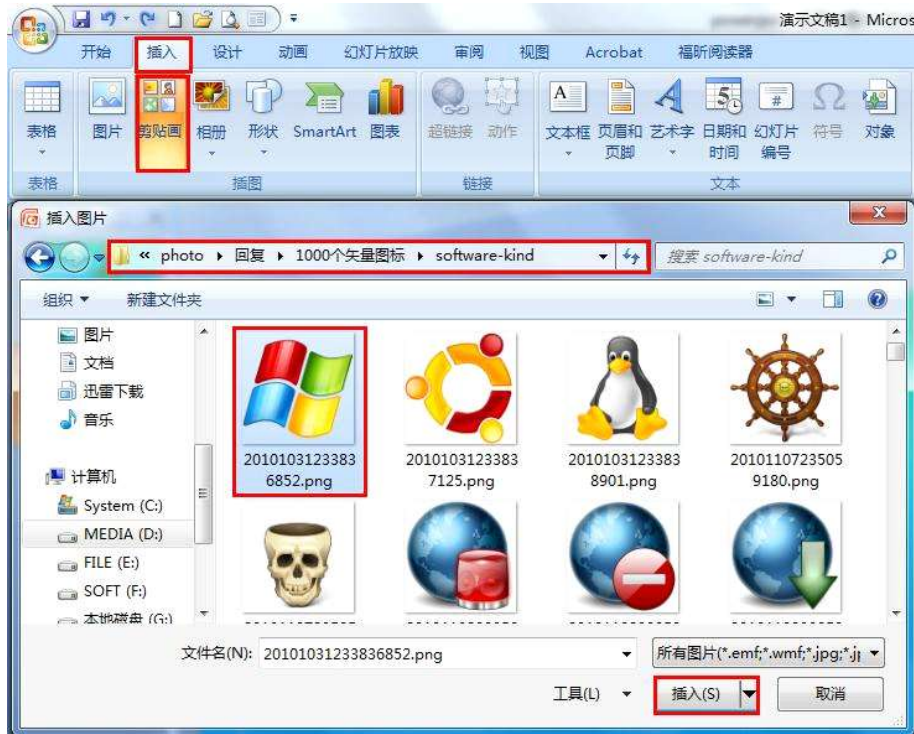 演示文稿1 - Micros
开始 插入 设计 动画 幻灯片放映 审阅 视图 Acrobat 福昕阅读器
表格 图片 剪贴画 相册 形状 SmartArt 图表 超链接 动作 文本框 页眉和页脚 艺术字 日期和时间 幻灯片编号 符号 对象
表格 插图 链接 文本
插入图片
« photo 回复 1000个矢量图标 software-kind 搜索 software-kind
组织 新建文件夹
图片
文档
迅雷下载
音乐
计算机
System (C:)
MEDIA (D:)
FILE (E:)
SOFT (F:)
本地磁盘 (G:)
20101031233836852.png
20101031233837125.png
20101031233838901.png
20101107235059180.png
文件名(N): 20101031233836852.png 所有图片(*.emf;*.wmf;*.jpg;*.j
工具(L) 插入(S) 取消